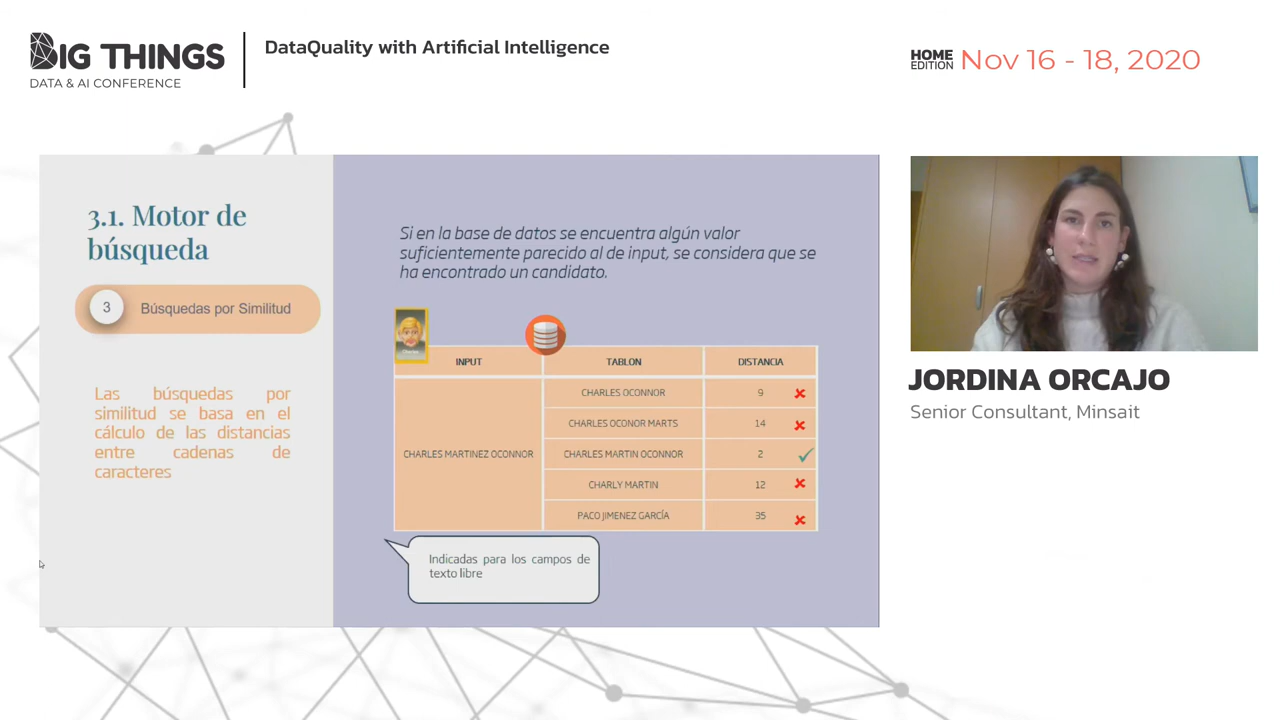 BIG THINGS
DATA & AI CONFERENCE
DataQuality with Artificial Intelligence
HOME
EDITION
Nov 16 - 18, 2020
3.1. Motor de
búsqueda
3
Búsquedas por Similitud
Las búsquedas por
similitud se basa en el
cálculo de las distancias
entre cadenas de
caracteres
Si en la base de datos se encuentra algún valor
suficientemente parecido al de input, se considera que se
ha encontrado un candidato.
INPUT TABLON DISTANCIA
CHARLES OCONNOR 9
CHARLES OCONOR MARTS 14
CHARLES MARTINEZ OCONNOR CHARLES MARTIN OCONNOR 2
CHARLY MARTIN 12
PACO JIMENEZ GARCÍA 35
Indicadas para los campos de
texto libre
JORDINA ORCAJO
Senior Consultant, Minsait